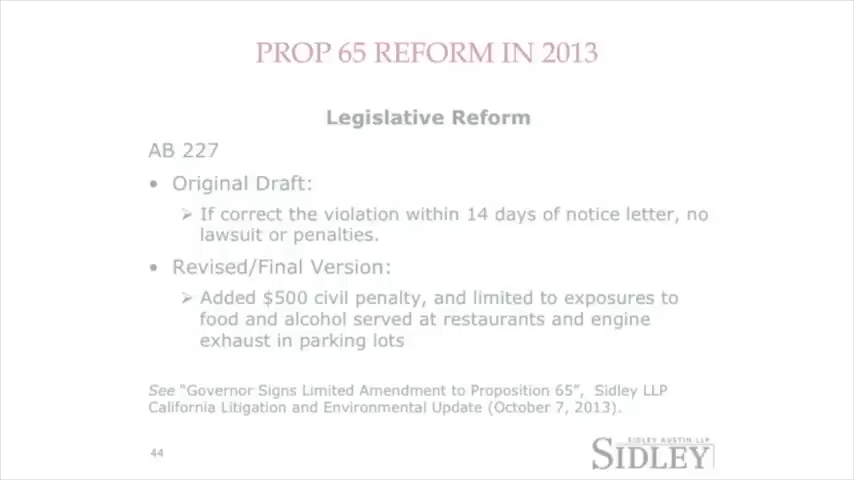 PROP 65 REFORM IN 2013
Legislative Reform
AB 227
• Original Draft:
➢ If correct the violation within 14 days of notice letter, no
lawsuit or penalties.
• Revised/Final Version:
➢ Added $500 civil penalty, and limited to exposures to
food and alcohol served at restaurants and engine
exhaust in parking lots
See “Governor Signs Limited Amendment to Proposition 65”, Sidley LLP
California Litigation and Environmental Update (October 7, 2013).
44
SIDLEY AUSTIN LLP
SIDLEY